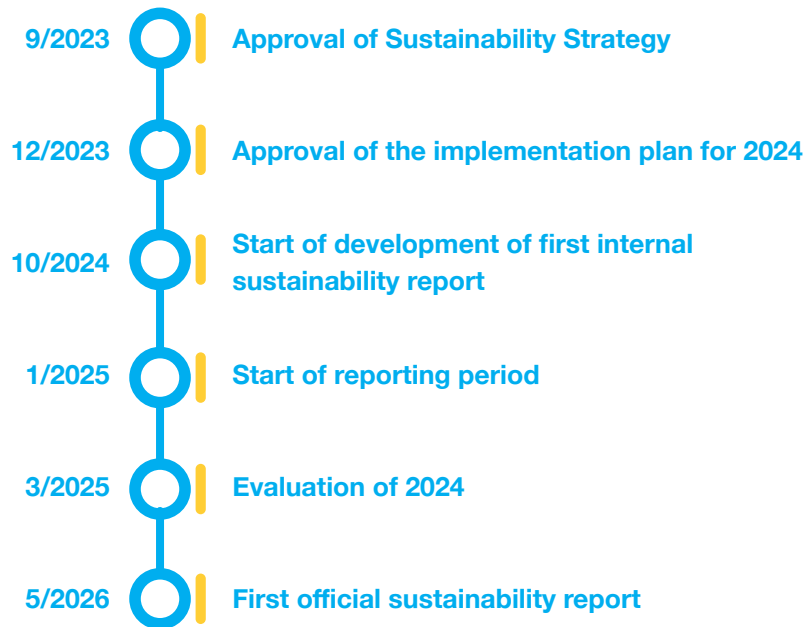 9/2023 Approval of Sustainability Strategy
12/2023 Approval of the implementation plan for 2024
10/2024 Start of development of first internal
sustainability report
1/2025 Start of reporting period
3/2025 Evaluation of 2024
5/2026 First official sustainability report